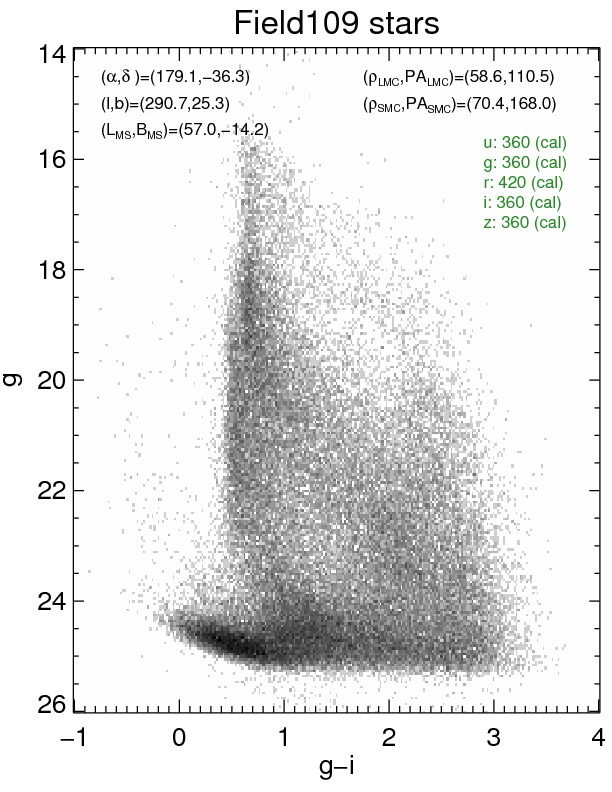 Field109 stars
14
(α,δ )=(179.1,−36.3)
(ρLMC,PALMC)=(58.6,110.5)
(l,b)=(290.7,25.3)
(ρSMC,PASMC)=(70.4,168.0)
(LMS,BMS)=(57.0,−14.2)
u: 360 (cal)
g: 360 (cal)
r: 420 (cal)
i: 360 (cal)
z: 360 (cal)
16
18
20
g
22
24
26
−1 0 1 2 3 4
g−i